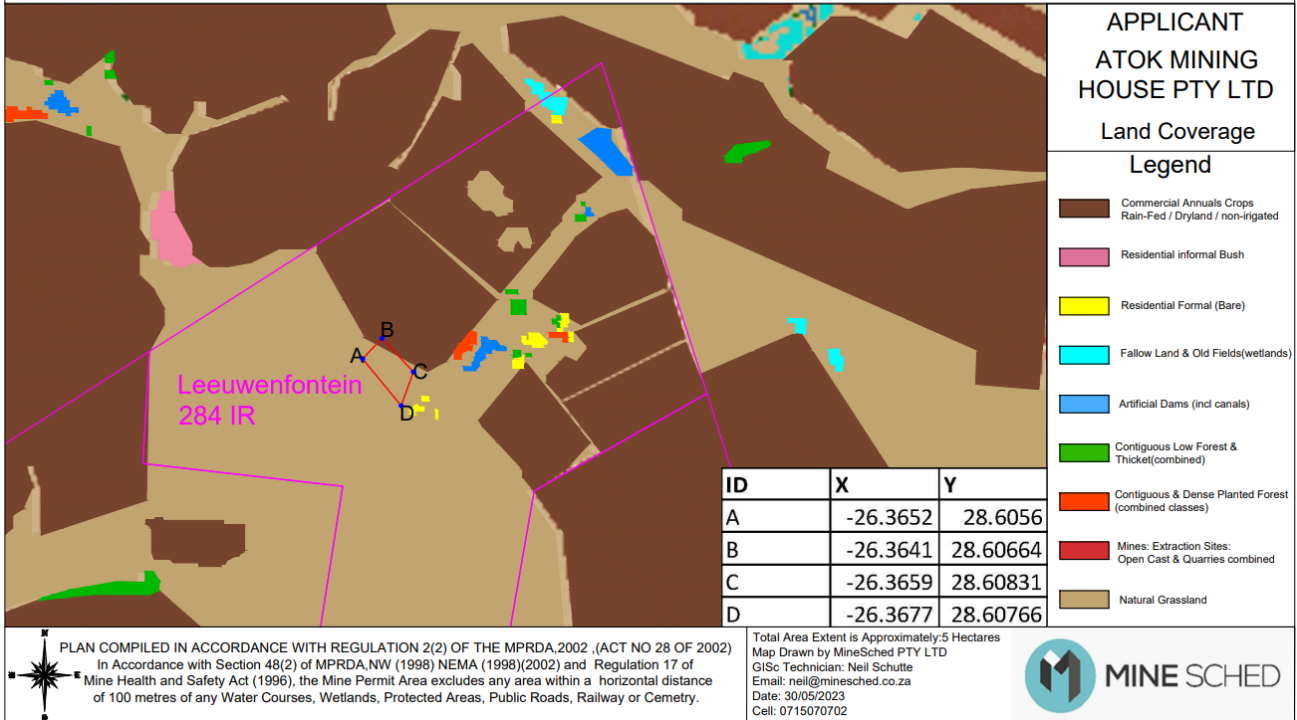 APPLICANT
ATOK MINING
HOUSE PTY LTD
Land Coverage
Legend
Commercial Annuals Crops
Rain-Fed / Dryland / non-irigated
Residential informal Bush
Residential Formal (Bare)
Fallow Land & Old Fields(wetlands)
Artificial Dams (incl canals)
Contiguous Low Forest &
Thicket(combined)
Contiguous & Dense Planted Forest
(combined classes)
Mines: Extraction Sites:
Open Cast & Quarries combined
Natural Grassland
B
A
C
D
Leeuwenfontein
284 IR
ID X Y
A -26.3652 28.6056
B -26.3641 28.60664
C -26.3659 28.60831
D -26.3677 28.60766
N
E
S
PLAN COMPILED IN ACCORDANCE WITH REGULATION 2(2) OF THE MPRDA,2002 ,(ACT NO 28 OF 2002)
In Accordance with Section 48(2) of MPRDA,NW (1998) NEMA (1998)(2002) and Regulation 17 of
Mine Health and Safety Act (1996), the Mine Permit Area excludes any area within a horizontal distance
of 100 metres of any Water Courses, Wetlands, Protected Areas, Public Roads, Railway or Cemetry.
Total Area Extent is Approximately:5 Hectares
Map Drawn by MineSched PTY LTD
GISc Technician: Neil Schutte
Email: neil@minesched.co.za
Date: 30/05/2023
Cell: 0715070702
MINE SCHED